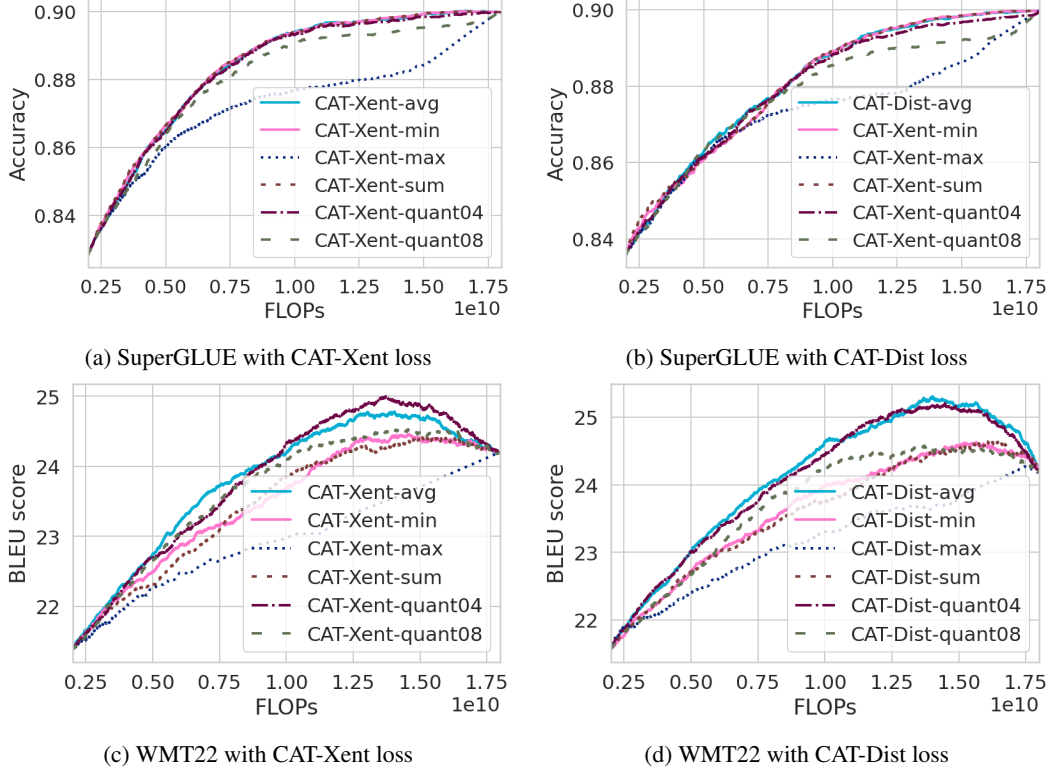 0.90
0.88
0.86
0.84
Accuracy
CAT-Xent-avg
CAT-Xent-min
CAT-Xent-max
CAT-Xent-sum
CAT-Xent-quant04
CAT-Xent-quant08
0.25 0.50 0.75 1.00 1.25 1.50 1.75
FLOPs 1e10
(a) SuperGLUE with CAT-Xent loss
0.90
0.88
0.86
0.84
Accuracy
CAT-Dist-avg
CAT-Xent-min
CAT-Xent-max
CAT-Xent-sum
CAT-Xent-quant04
CAT-Xent-quant08
0.25 0.50 0.75 1.00 1.25 1.50 1.75
FLOPs 1e10
(b) SuperGLUE with CAT-Dist loss
25
24
23
22
BLEU score
CAT-Xent-avg
CAT-Xent-min
CAT-Xent-max
CAT-Xent-sum
CAT-Xent-quant04
CAT-Xent-quant08
0.25 0.50 0.75 1.00 1.25 1.50 1.75
FLOPs 1e10
(c) WMT22 with CAT-Xent loss
25
24
23
22
BLEU score
CAT-Dist-avg
CAT-Dist-min
CAT-Dist-max
CAT-Dist-sum
CAT-Dist-quant04
CAT-Dist-quant08
0.25 0.50 0.75 1.00 1.25 1.50 1.75
FLOPs 1e10
(d) WMT22 with CAT-Dist loss